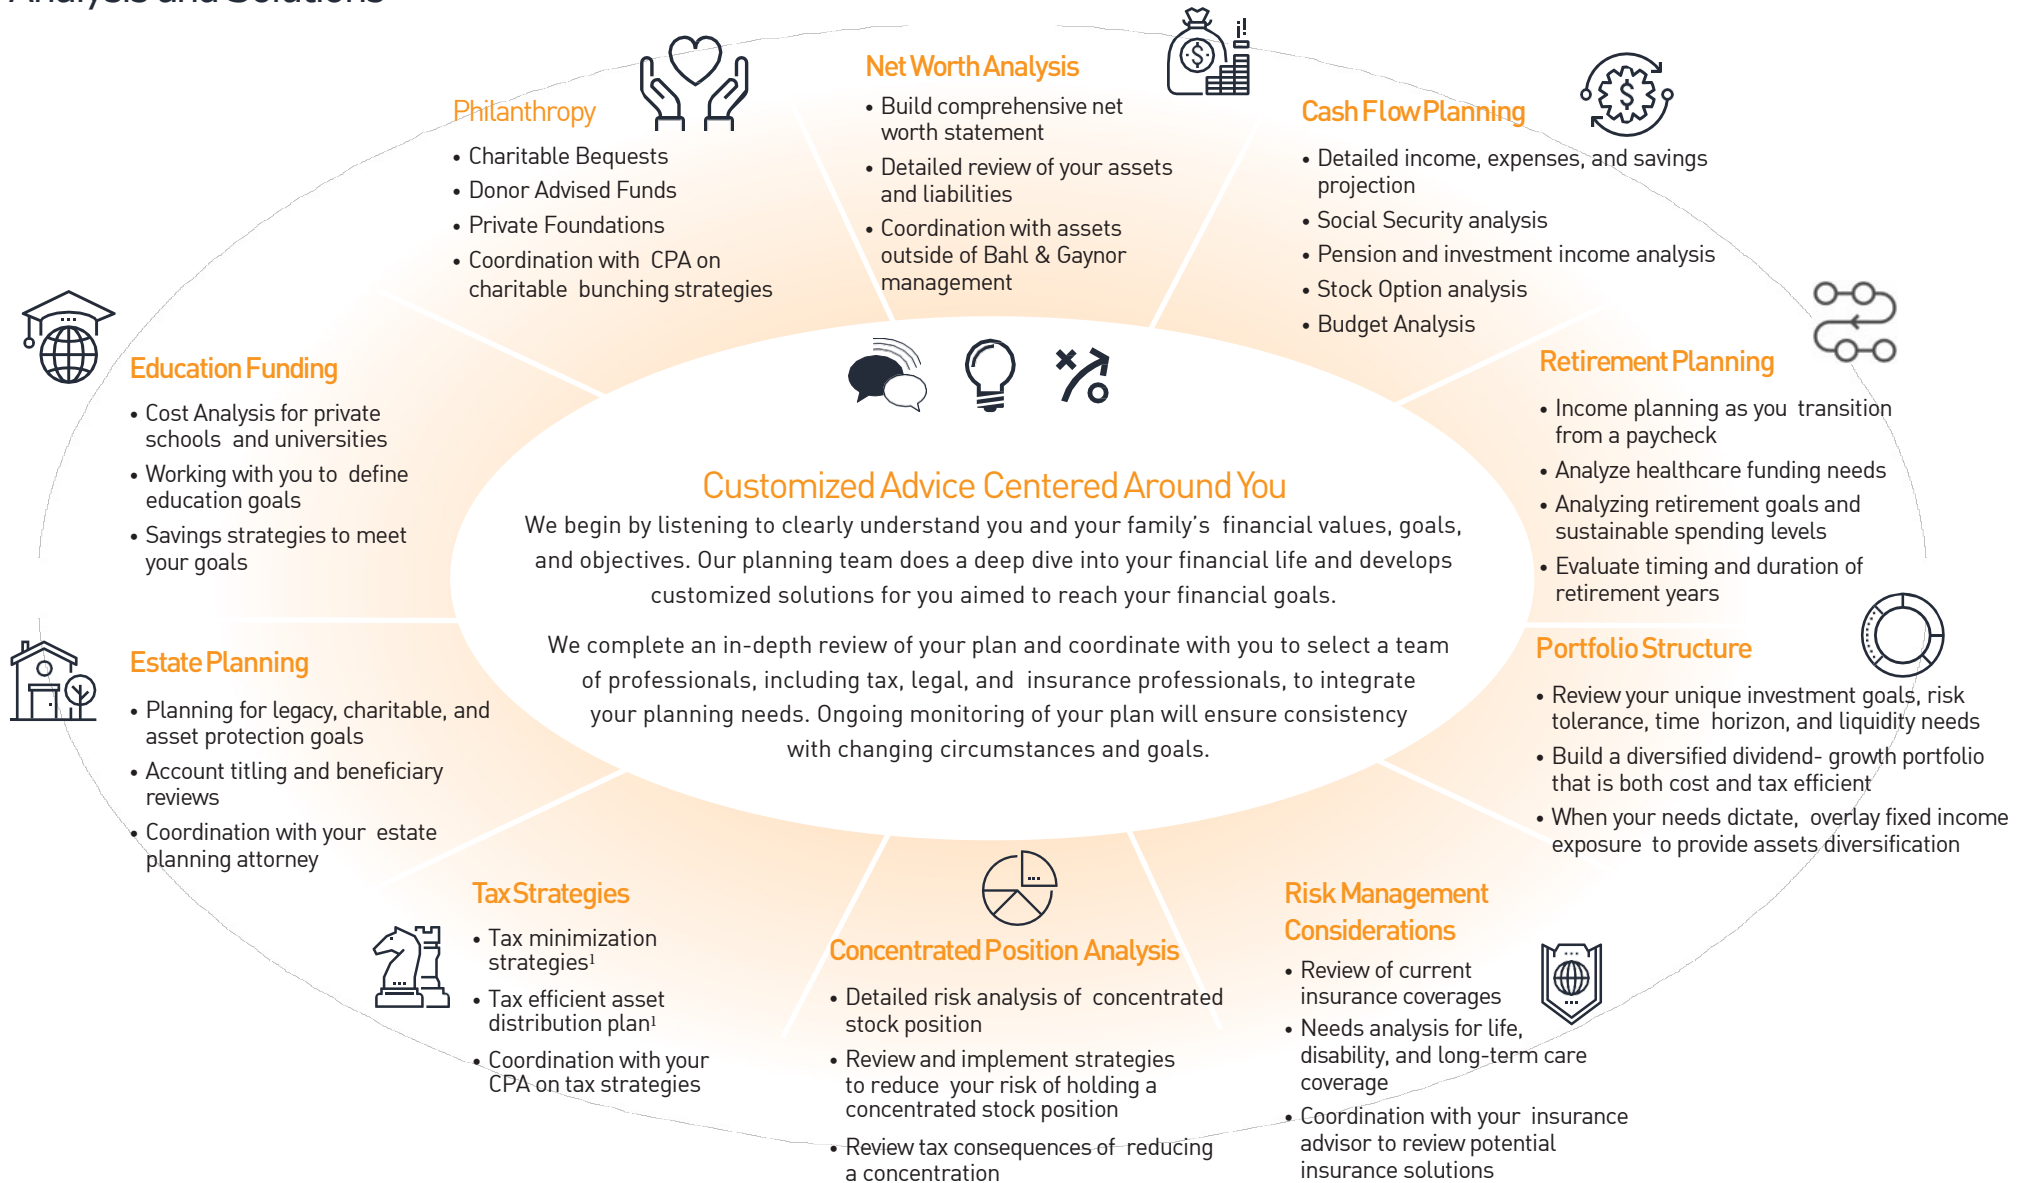 Analysis and Solutions
Philanthropy
• Charitable Bequests
• Donor Advised Funds
• Private Foundations
• Coordination with CPA on
charitable bunching strategies
Net Worth Analysis
• Build comprehensive net
worth statement
• Detailed review of your assets
and liabilities
• Coordination with assets
outside of Bahl & Gaynor
management
Cash Flow Planning
• Detailed income, expenses, and savings
projection
• Social Security analysis
• Pension and investment income analysis
• Stock Option analysis
• Budget Analysis
Education Funding
• Cost Analysis for private
schools and universities
• Working with you to define
education goals
• Savings strategies to meet
your goals
Retirement Planning
• Income planning as you transition
from a paycheck
• Analyze healthcare funding needs
• Analyzing retirement goals and
sustainable spending levels
• Evaluate timing and duration of
retirement years
Customized Advice Centered Around You
We begin by listening to clearly understand you and your family's financial values, goals,
and objectives. Our planning team does a deep dive into your financial life and develops
customized solutions for you aimed to reach your financial goals.
We complete an in-depth review of your plan and coordinate with you to select a team
of professionals, including tax, legal, and insurance professionals, to integrate
your planning needs. Ongoing monitoring of your plan will ensure consistency
with changing circumstances and goals.
Estate Planning
• Planning for legacy, charitable, and
asset protection goals
• Account titling and beneficiary
reviews
• Coordination with your estate
planning attorney
Portfolio Structure
• Review your unique investment goals, risk
tolerance, time horizon, and liquidity needs
• Build a diversified dividend- growth portfolio
that is both cost and tax efficient
• When your needs dictate, overlay fixed income
exposure to provide assets diversification
Tax Strategies
• Tax minimization
strategies¹
• Tax efficient asset
distribution plan¹
• Coordination with your
CPA on tax strategies
Concentrated Position Analysis
• Detailed risk analysis of concentrated
stock position
• Review and implement strategies
to reduce your risk of holding a
concentrated stock position
• Review tax consequences of reducing
a concentration
Risk Management
Considerations
• Review of current
insurance coverages
• Needs analysis for life,
disability, and long-term care
coverage
• Coordination with your insurance
advisor to review potential
insurance solutions